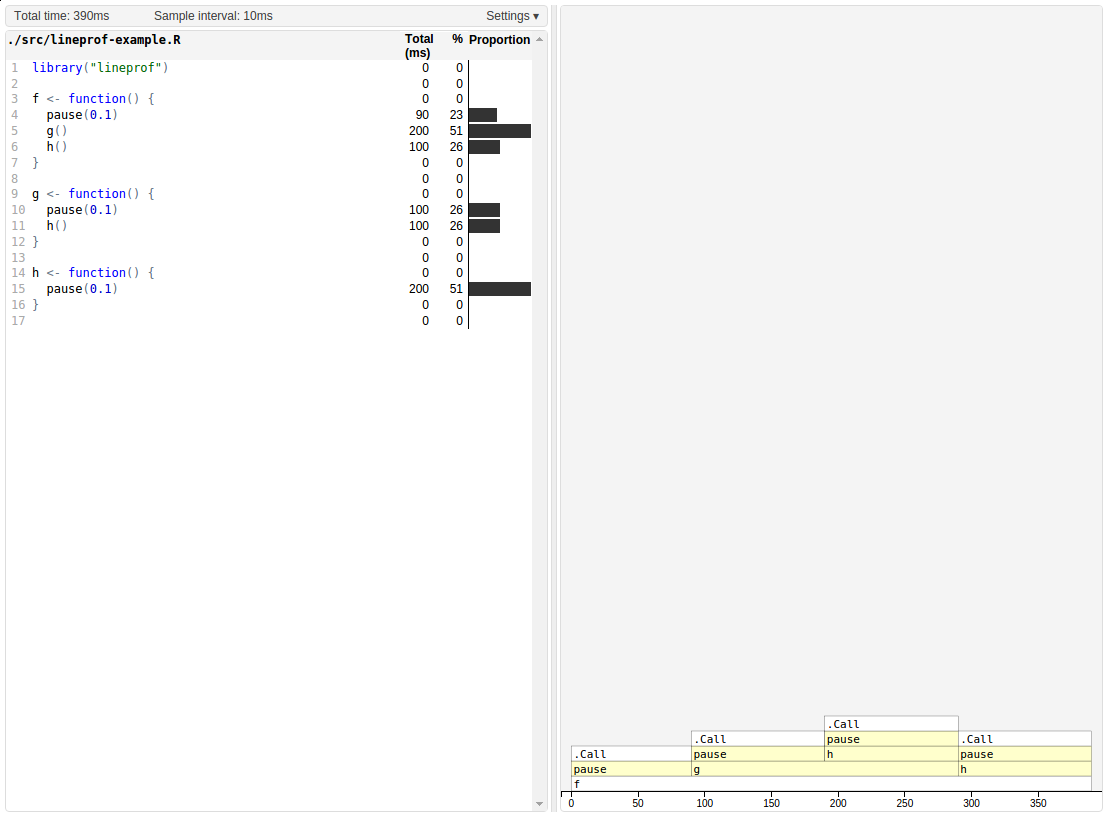 Total time: 390ms Sample interval: 10ms Settings ▾
./src/lineprof-example.R Total (ms) % Proportion
1 library("lineprof") 0 0
2 0 0
3 f <- function() { 0 0
4 pause(0.1) 90 23
5 g() 200 51
6 h() 100 26
7 } 0 0
8 0 0
9 g <- function() { 0 0
10 pause(0.1) 100 26
11 h() 100 26
12 } 0 0
13 0 0
14 h <- function() { 0 0
15 pause(0.1) 200 51
16 } 0 0
17 0 0
.Call
.Call pause .Call
.Call pause h pause
pause g h
f
0 50 100 150 200 250 300 350